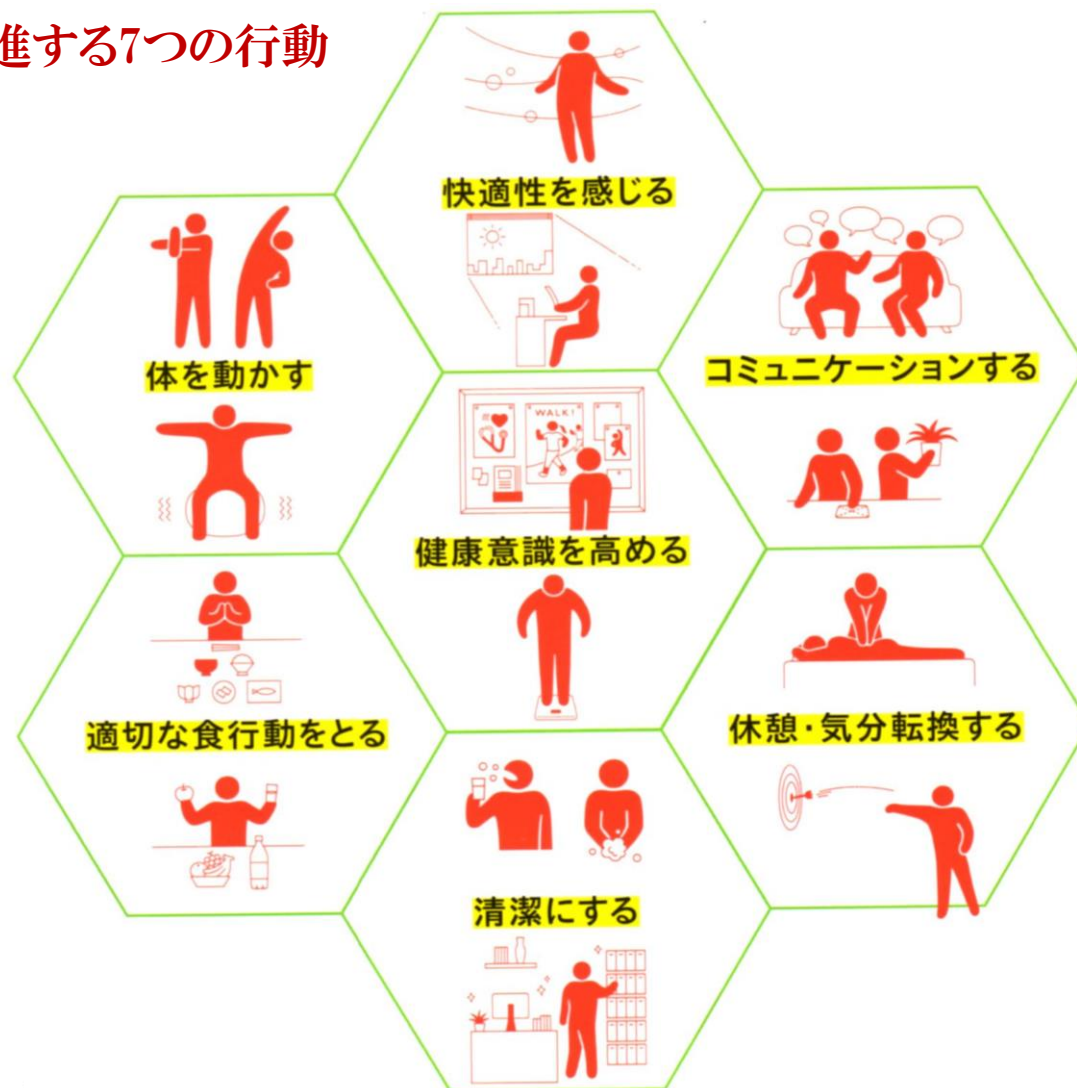 進する7つの行動
快適性を感じる
体を動かす
コミュニケーションする
WALK!
健康意識を高める
適切な食行動をとる
休憩・気分転換する
清潔にする